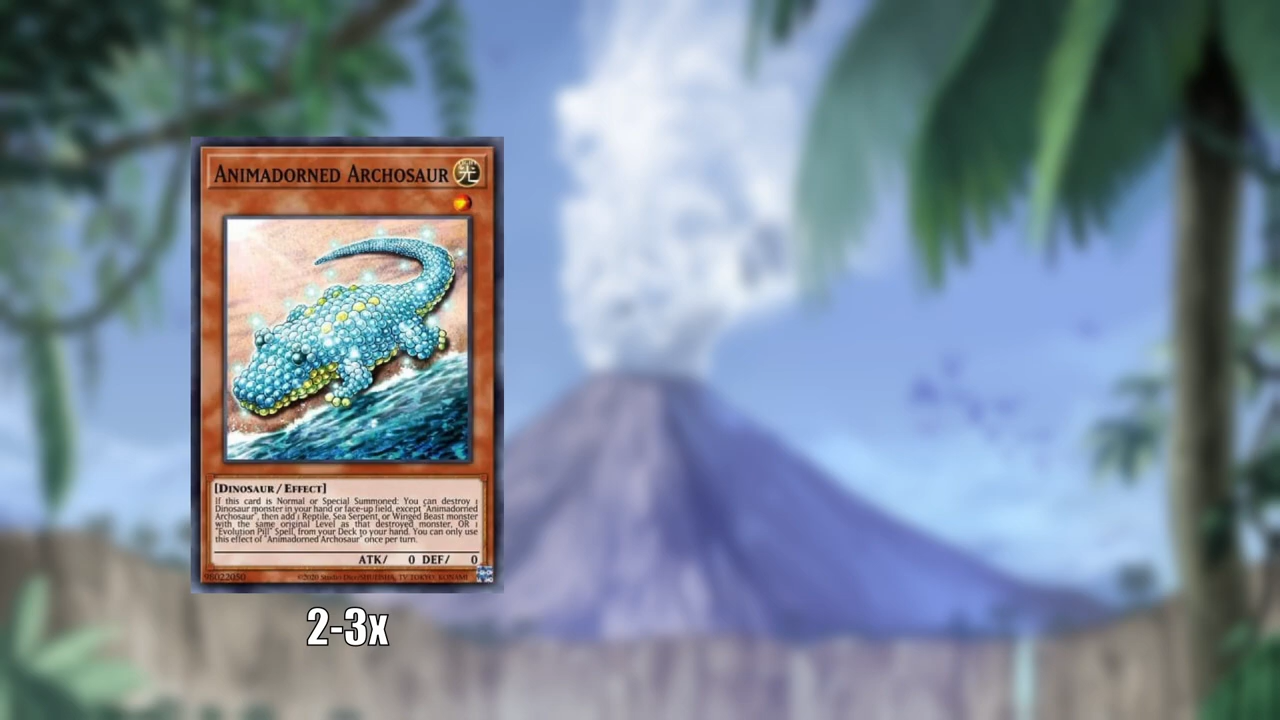 ANIMADORNED ARCHOSAUR
光
[DINOSAUR / EFFECT]
If this card is Normal or Special Summoned: You can destroy 1
Dinosaur monster in your hand or face-up field, except "Animadorned
Archosaur", then add 1 Reptile, Sea Serpent, or Winged Beast monster
with the same original Level as that destroyed monster, OR 1
"Evolution Pill" Spell, from your Deck to your hand. You can only use
this effect of "Animadorned Archosaur" once per turn.
ATK/ 0 DEF/ 0
©2020 Studio Dice/SHUEISHA, TV TOKYO, KONAMI
2-3x